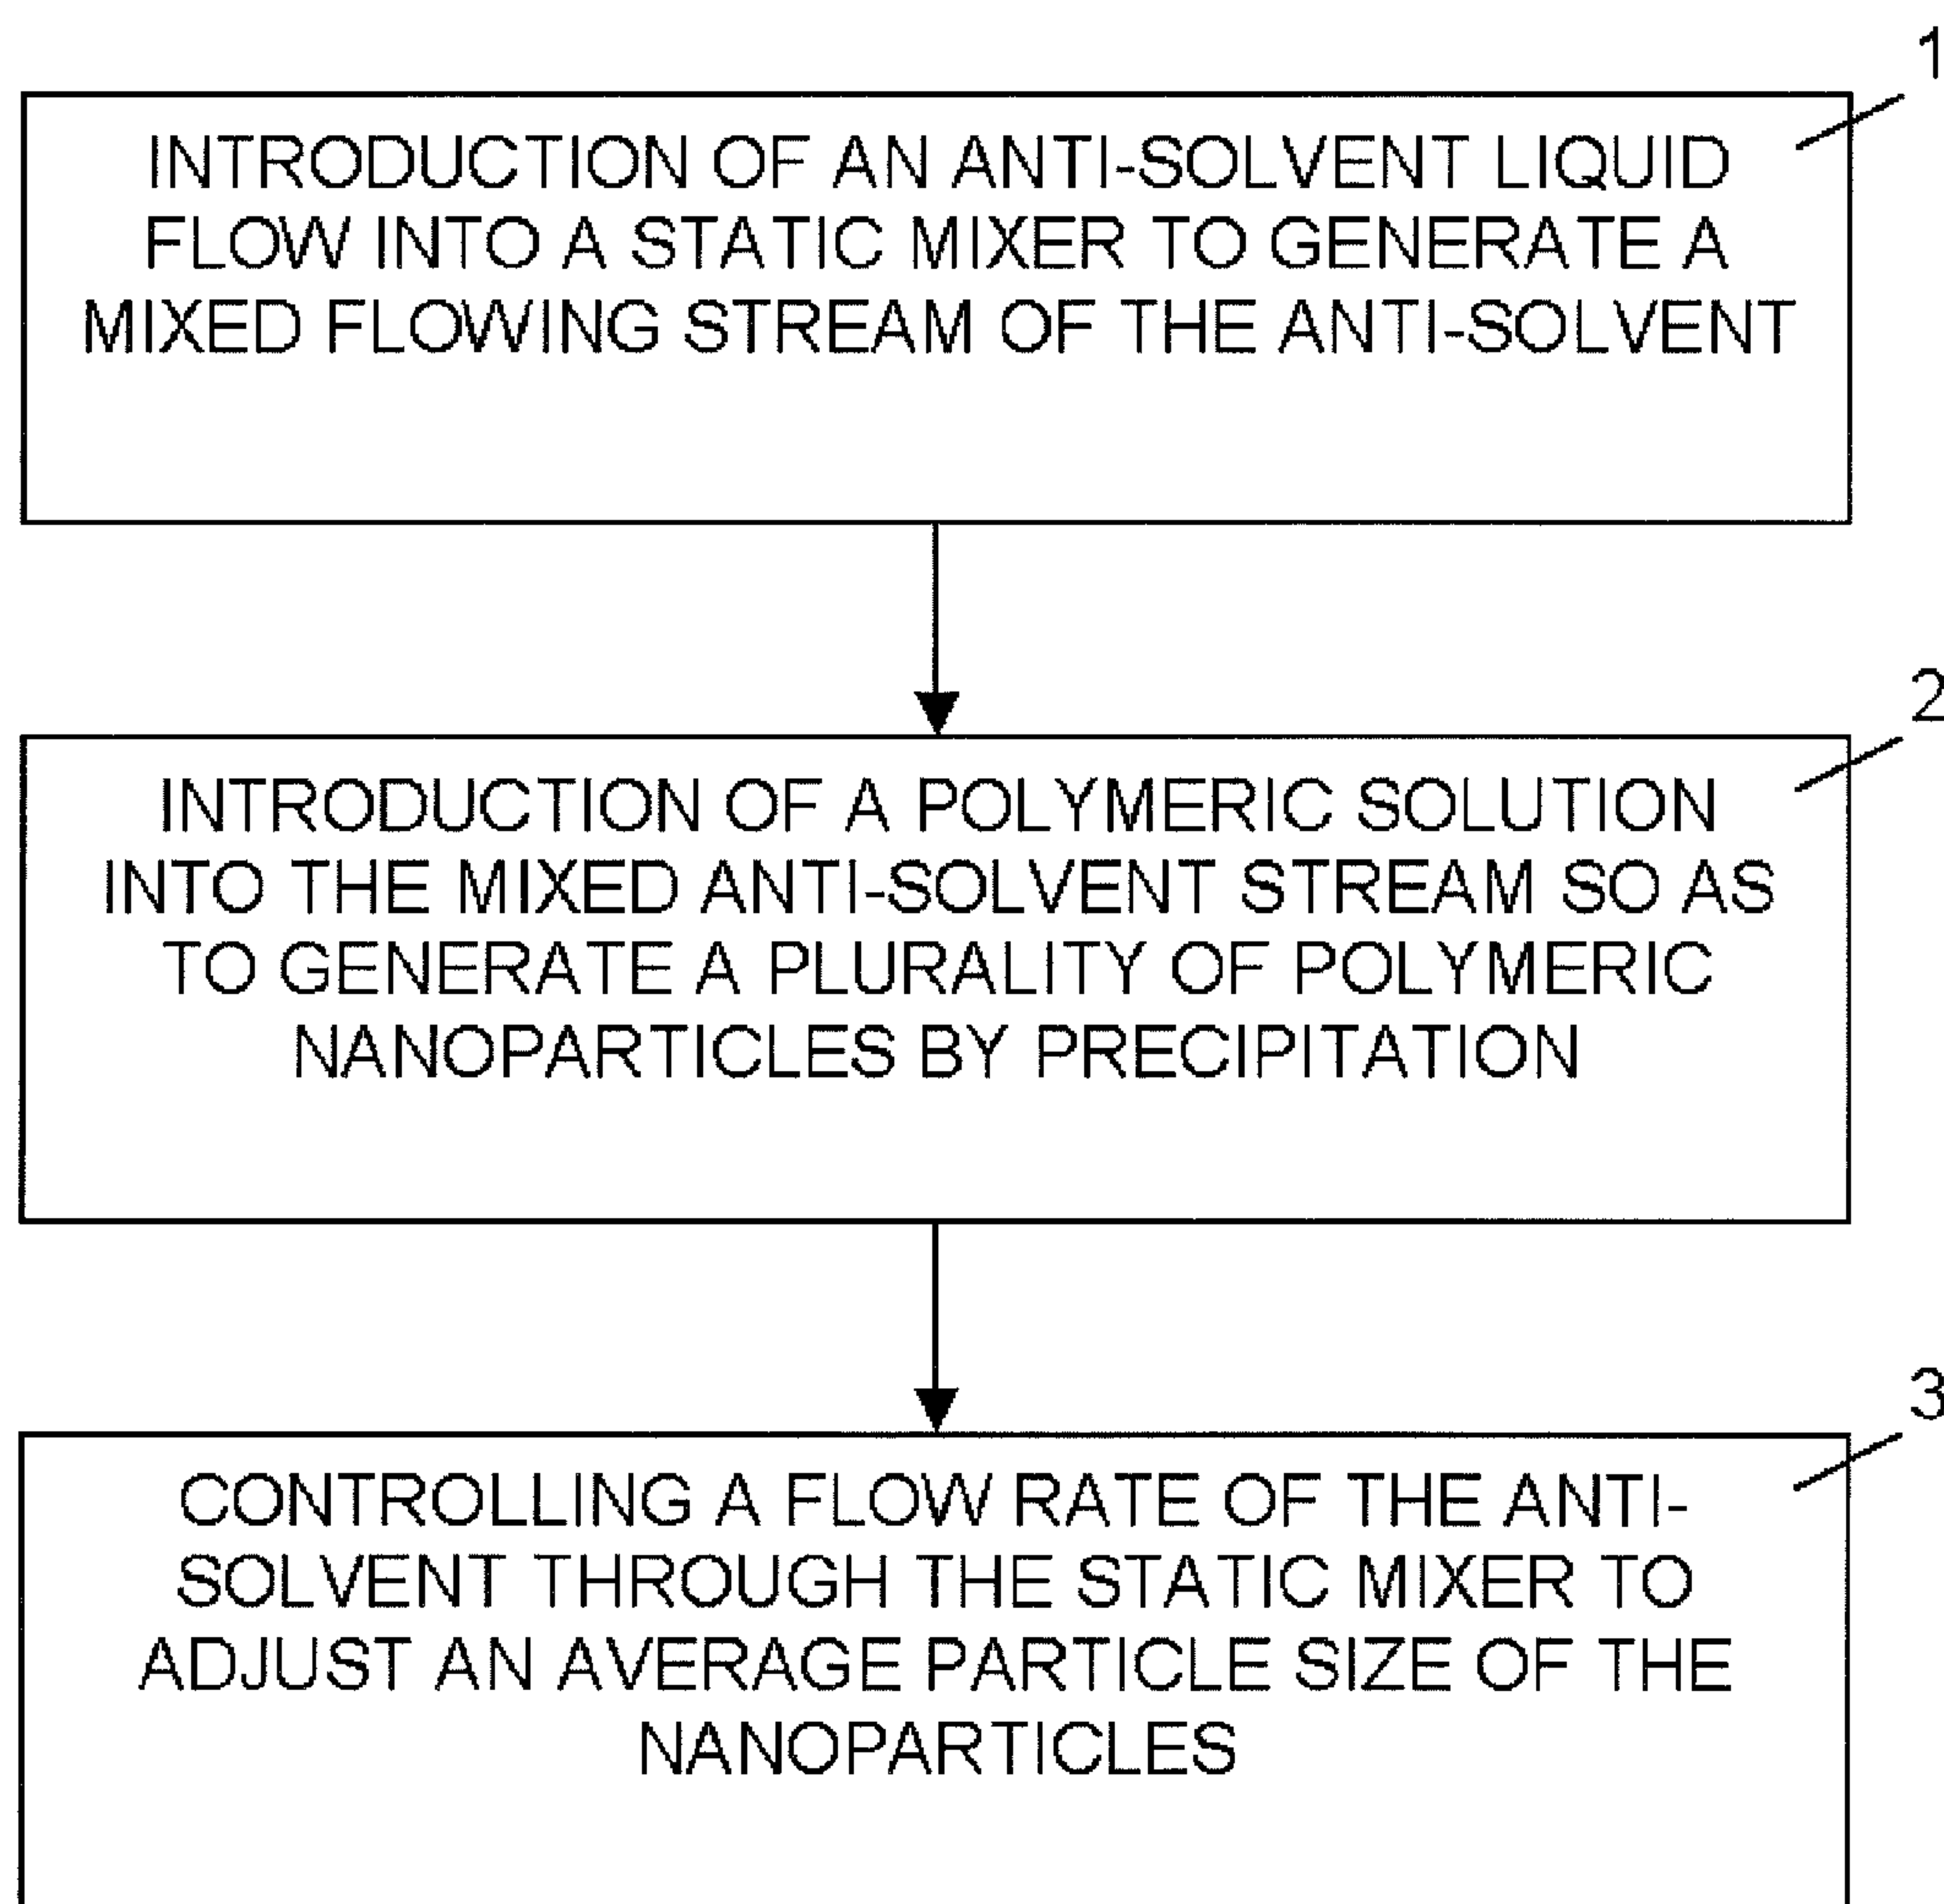 1
INTRODUCTION OF AN ANTI-SOLVENT LIQUID
FLOW INTO A STATIC MIXER TO GENERATE A
MIXED FLOWING STREAM OF THE ANTI-SOLVENT
2
INTRODUCTION OF A POLYMERIC SOLUTION
INTO THE MIXED ANTI-SOLVENT STREAM SO AS
TO GENERATE A PLURALITY OF POLYMERIC
NANOPARTICLES BY PRECIPITATION
3
CONTROLLING A FLOW RATE OF THE ANTI-
SOLVENT THROUGH THE STATIC MIXER TO
ADJUST AN AVERAGE PARTICLE SIZE OF THE
NANOPARTICLES